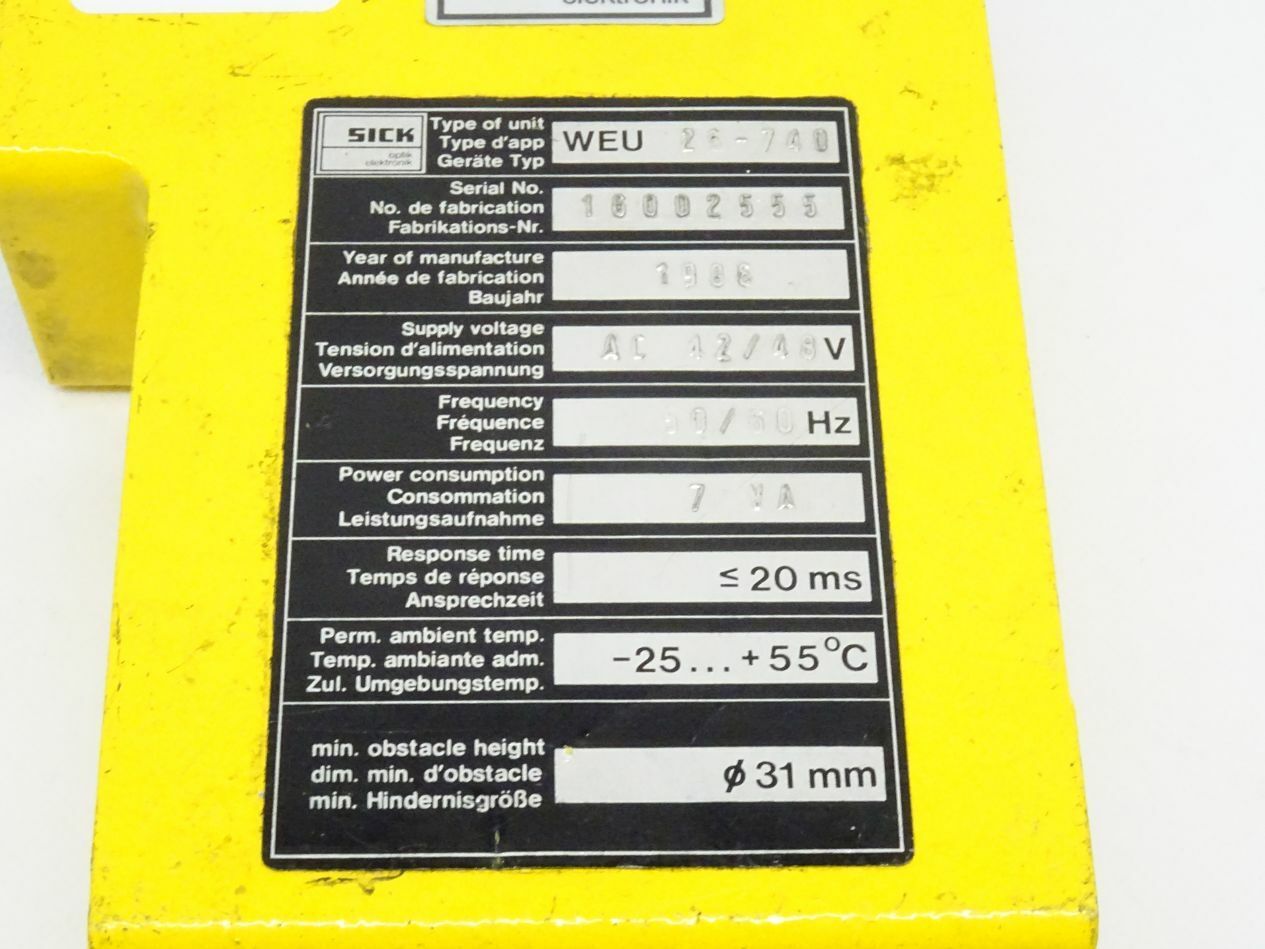 elektronik
SICK
optik
elektronik
Type of unit
Type d'app
Geräte Typ
WEU 26-740
Serial No.
No. de fabrication
Fabrikations-Nr.
16002555
Year of manufacture
Année de fabrication
Baujahr
Supply voltage
Tension d'alimentation
Versorgungsspannung
AC 42/48 V
Frequency
Fréquence
Frequenz
Hz
Power consumption
Consommation
Leistungsaufnahme
7 VA
Response time
Temps de réponse
Ansprechzeit
≤ 20 ms
Perm. ambient temp.
Temp. ambiante adm.
Zul. Umgebungstemp.
-25...+55°C
min. obstacle height
dim. min. d'obstacle
min. Hindernisgröße
ϕ 31 mm